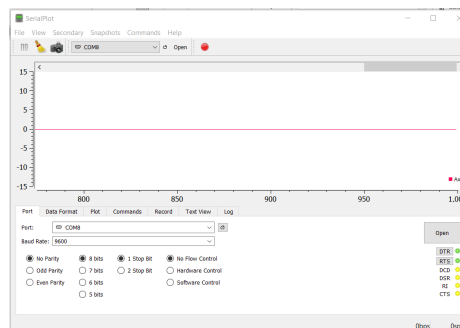 SerialPlot
File View Secondary Snapshots Commands Help
COM8 Open
15
10
5
0
-5
-10
-15
800 850 900 950 1.0
Port Data Format Plot Commands Record Text View Log
Port: COM8
Open
Baud Rate: 9600
DTR
No Parity 8 bits 1 Stop Bit No Flow Control
RTS
Odd Parity 7 bits 2 Stop Bit Hardware Control
DCD
DSR
Even Parity 6 bits Software Control
RI
5 bits
CTS
0bps 0sp